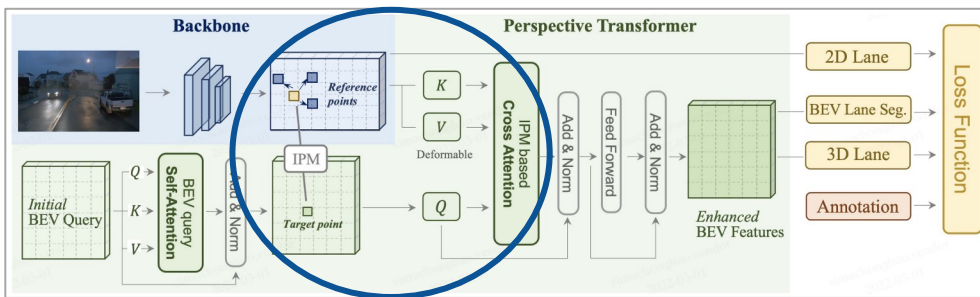 Backbone
Perspective Transformer
Reference
points
IPM
Target point
Initial
BEV Query
Q
K
V
BEV query
Self-Attention
Add & Norm
K
V
Deformable
Q
IPM based
Cross Attention
Add & Norm
Feed Forward
Add & Norm
Enhanced
BEV Features
2D Lane
BEV Lane Seg.
3D Lane
Annotation
Loss Function